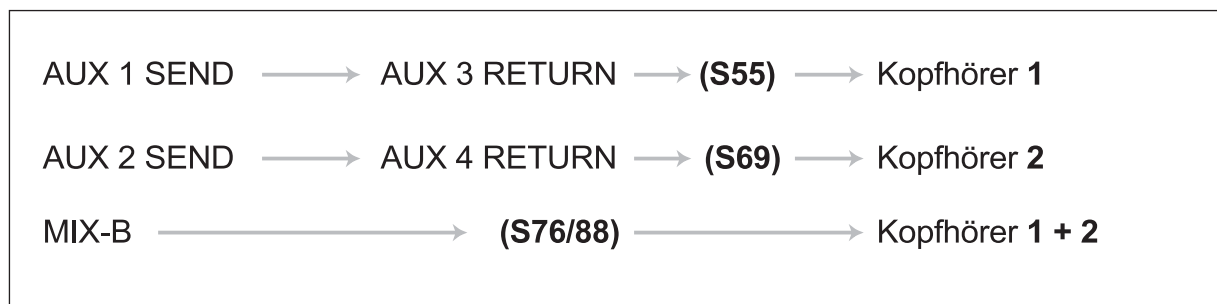 AUX 1 SEND → AUX 3 RETURN → (S55) → Kopfhörer 1
AUX 2 SEND → AUX 4 RETURN → (S69) → Kopfhörer 2
MIX-B → (S76/88) → Kopfhörer 1 + 2